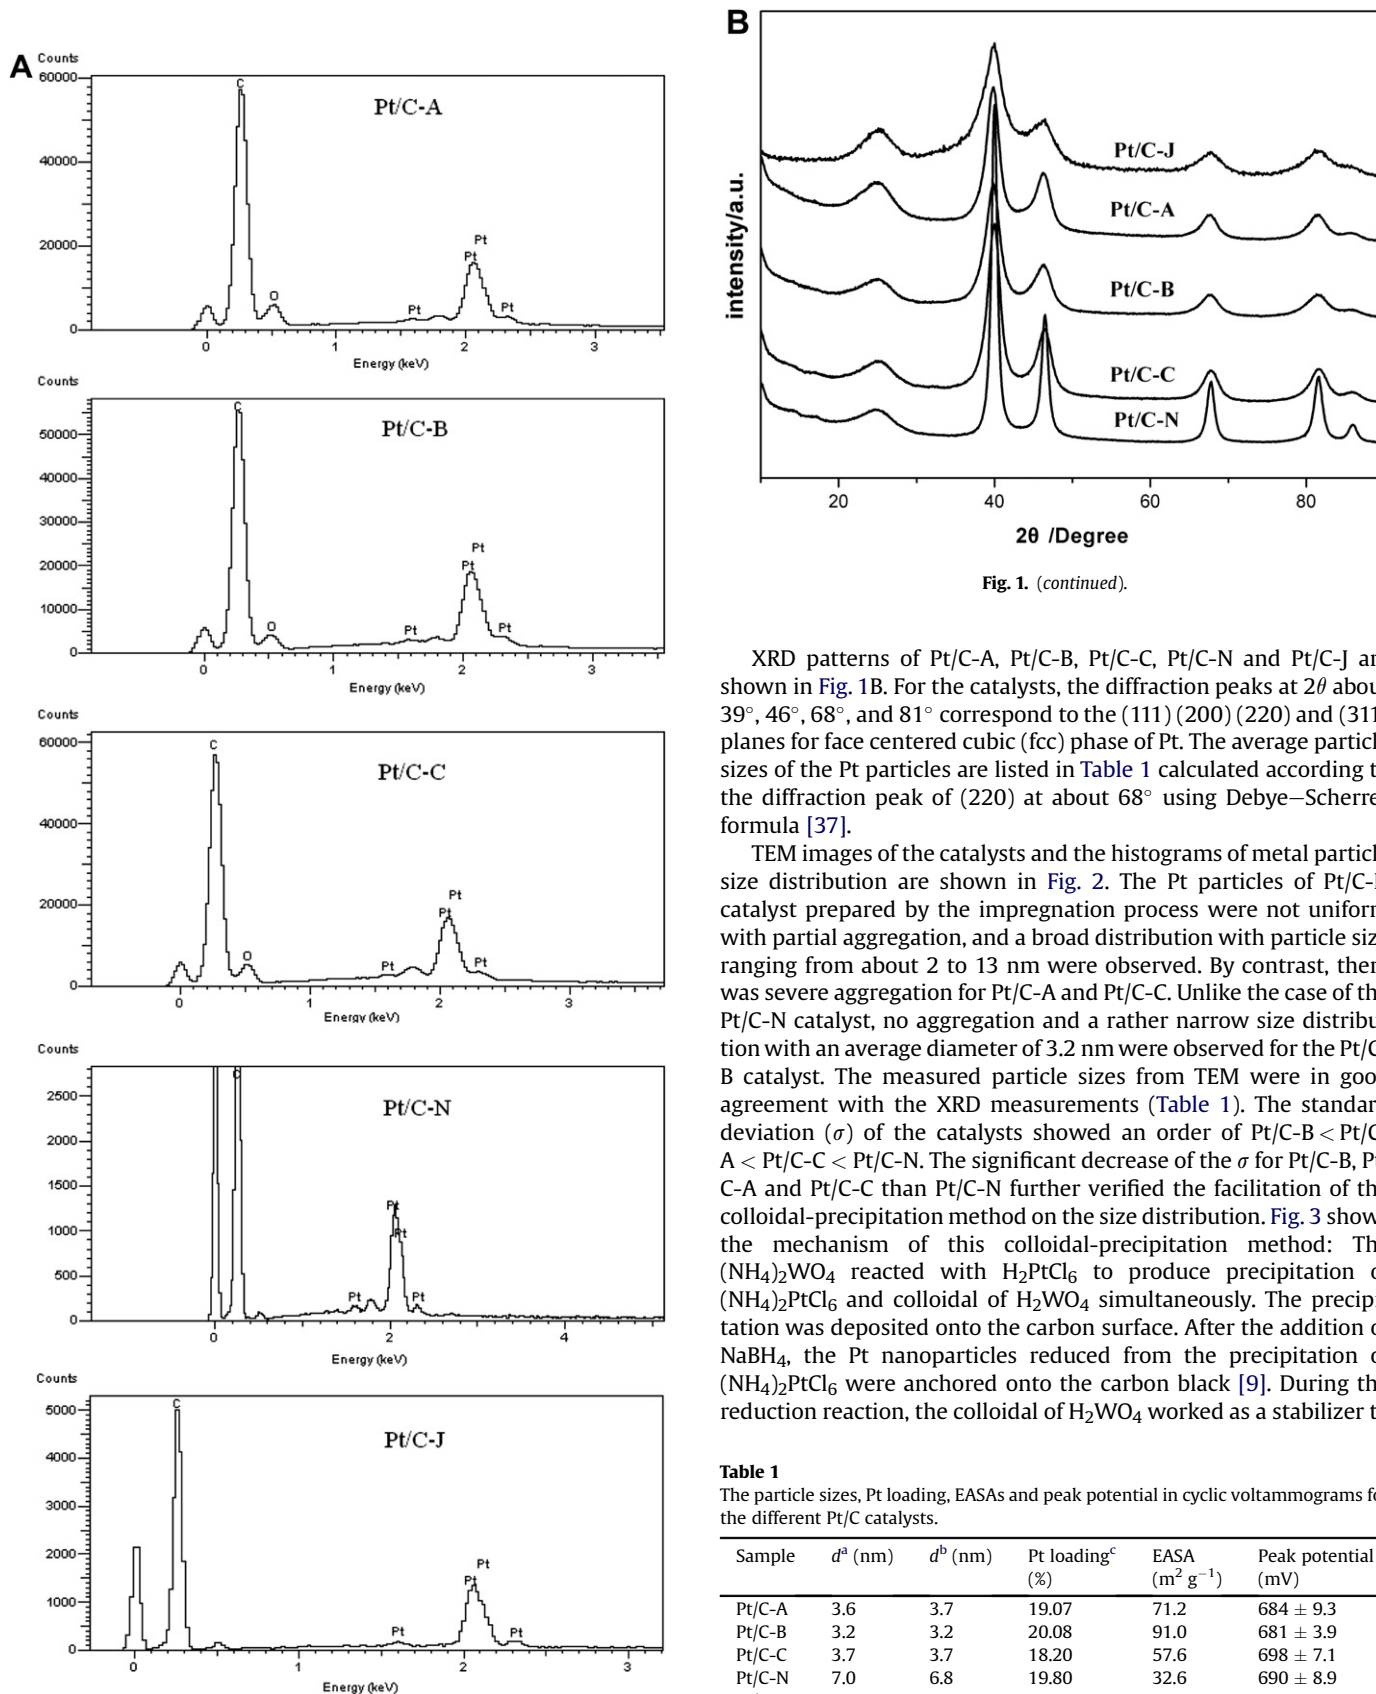 A
Counts
60000
40000
20000
0
C
O
Pt
Pt
Pt
Pt
Pt/C-A
0 1 2 3
Energy (keV)
Counts
50000
40000
30000
20000
10000
0
C
O
Pt
Pt
Pt
Pt
Pt/C-B
0 1 2 3
Energy (keV)
Counts
60000
40000
20000
0
C
O
Pt
Pt
Pt
Pt
Pt/C-C
0 1 2 3
Energy (keV)
Counts
2500
2000
1500
1000
500
0
C
Pt
Pt
Pt
Pt
Pt/C-N
0 2 4
Energy (keV)
Counts
5000
4000
3000
2000
1000
0
C
Pt
Pt
Pt
Pt
Pt/C-J
0 1 2 3
Energy (keV)
B
intensity/a.u.
Pt/C-J
Pt/C-A
Pt/C-B
Pt/C-C
Pt/C-N
20 40 60 80
2θ /Degree
Fig. 1. (continued).
XRD patterns of Pt/C-A, Pt/C-B, Pt/C-C, Pt/C-N and Pt/C-J ar
shown in Fig. 1B. For the catalysts, the diffraction peaks at 2θ abou
39°, 46°, 68°, and 81° correspond to the (111) (200) (220) and (311
planes for face centered cubic (fcc) phase of Pt. The average particl
sizes of the Pt particles are listed in Table 1 calculated according t
the diffraction peak of (220) at about 68° using Debye–Scherre
formula [37].
TEM images of the catalysts and the histograms of metal particl
size distribution are shown in Fig. 2. The Pt particles of Pt/C-
catalyst prepared by the impregnation process were not uniform
with partial aggregation, and a broad distribution with particle siz
ranging from about 2 to 13 nm were observed. By contrast, ther
was severe aggregation for Pt/C-A and Pt/C-C. Unlike the case of th
Pt/C-N catalyst, no aggregation and a rather narrow size distribu
tion with an average diameter of 3.2 nm were observed for the Pt/C
B catalyst. The measured particle sizes from TEM were in goo
agreement with the XRD measurements (Table 1). The standar
deviation (σ) of the catalysts showed an order of Pt/C-B < Pt/C
A < Pt/C-C < Pt/C-N. The significant decrease of the σ for Pt/C-B, Pt
C-A and Pt/C-C than Pt/C-N further verified the facilitation of th
colloidal-precipitation method on the size distribution. Fig. 3 show
the mechanism of this colloidal-precipitation method: Th
(NH4)2WO4 reacted with H2PtCl6 to produce precipitation o
(NH4)2PtCl6 and colloidal of H2WO4 simultaneously. The precipi
tation was deposited onto the carbon surface. After the addition o
NaBH4, the Pt nanoparticles reduced from the precipitation o
(NH4)2PtCl6 were anchored onto the carbon black [9]. During th
reduction reaction, the colloidal of H2WO4 worked as a stabilizer t
Table 1
The particle sizes, Pt loading, EASAs and peak potential in cyclic voltammograms fo
the different Pt/C catalysts.
Sample d^a (nm) d^b (nm) Pt loading^c (%) EASA (m² g⁻¹) Peak potential (mV)
Pt/C-A 3.6 3.7 19.07 71.2 684 ± 9.3
Pt/C-B 3.2 3.2 20.08 91.0 681 ± 3.9
Pt/C-C 3.7 3.7 18.20 57.6 698 ± 7.1
Pt/C-N 7.0 6.8 19.80 32.6 690 ± 8.9